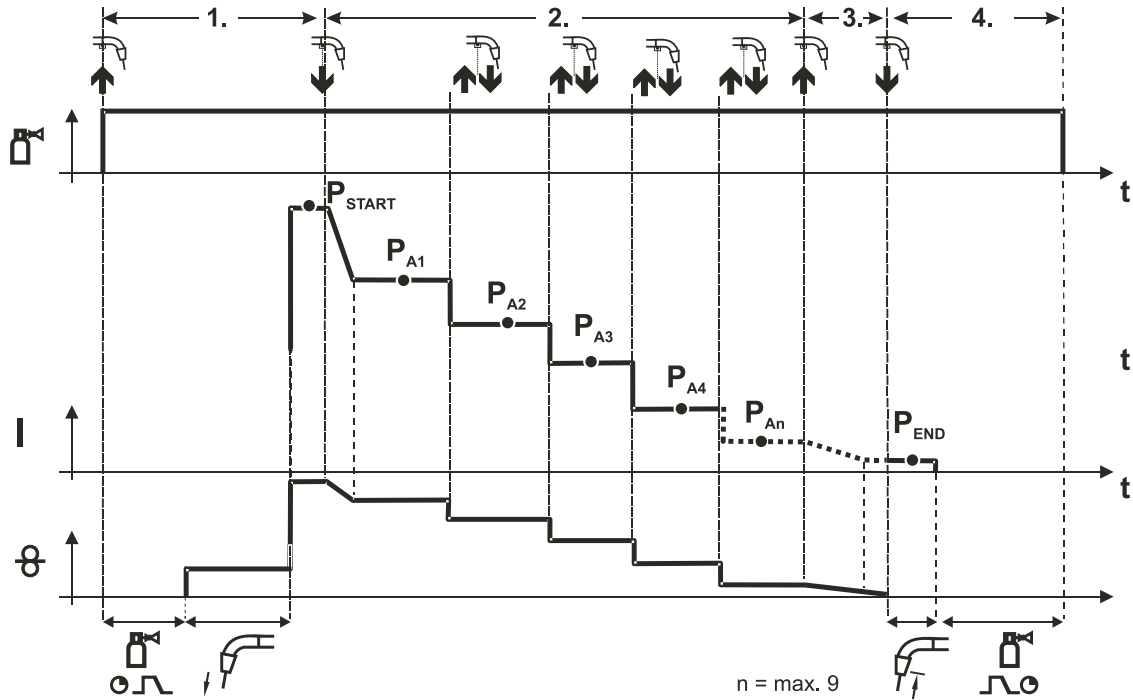 1. 2. 3. 4.
t
P START
P A1
P A2
P A3
t
P A4
P An
P END
I
t
n = max. 9